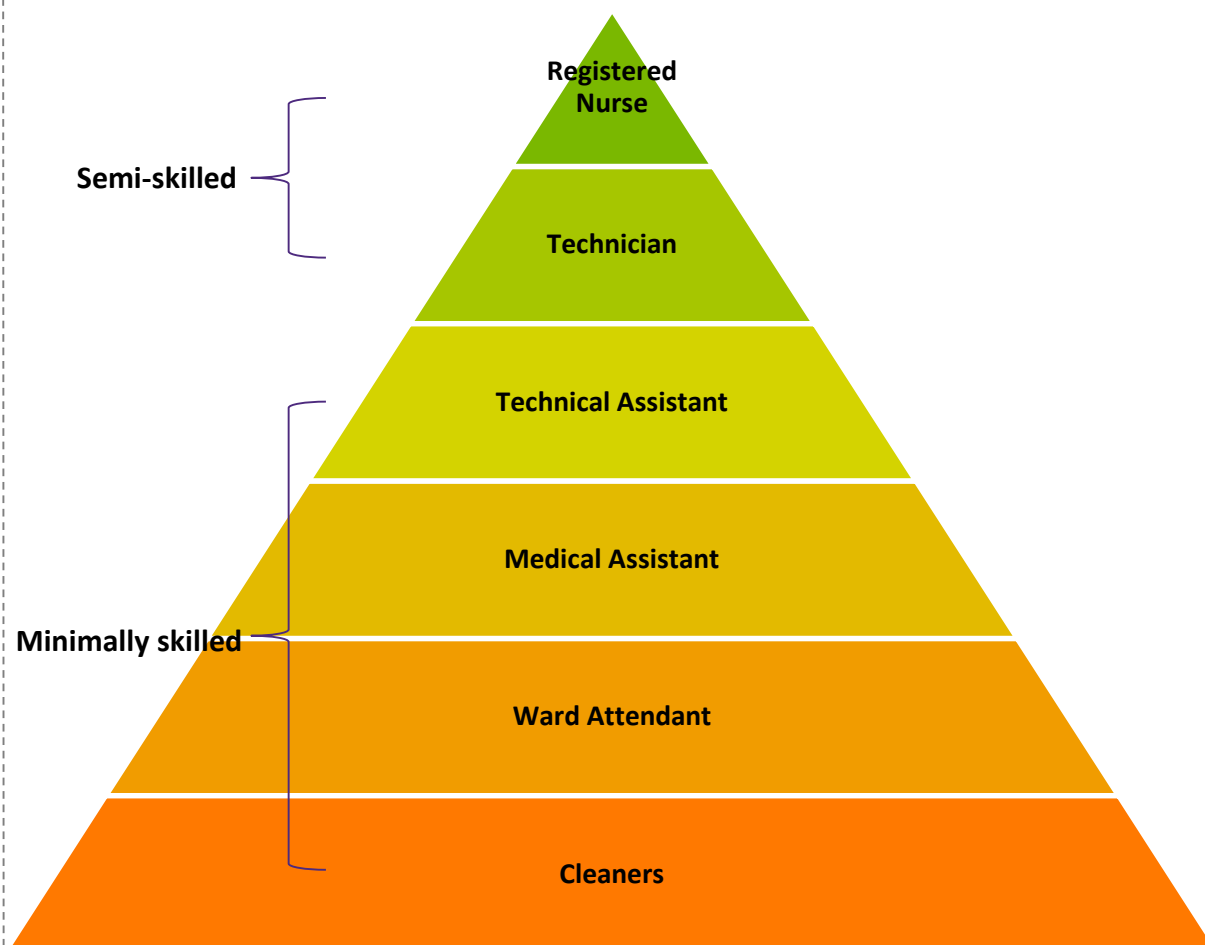 Registered
Nurse
Semi-skilled
Technician
Technical Assistant
Medical Assistant
Minimally skilled
Ward Attendant
Cleaners